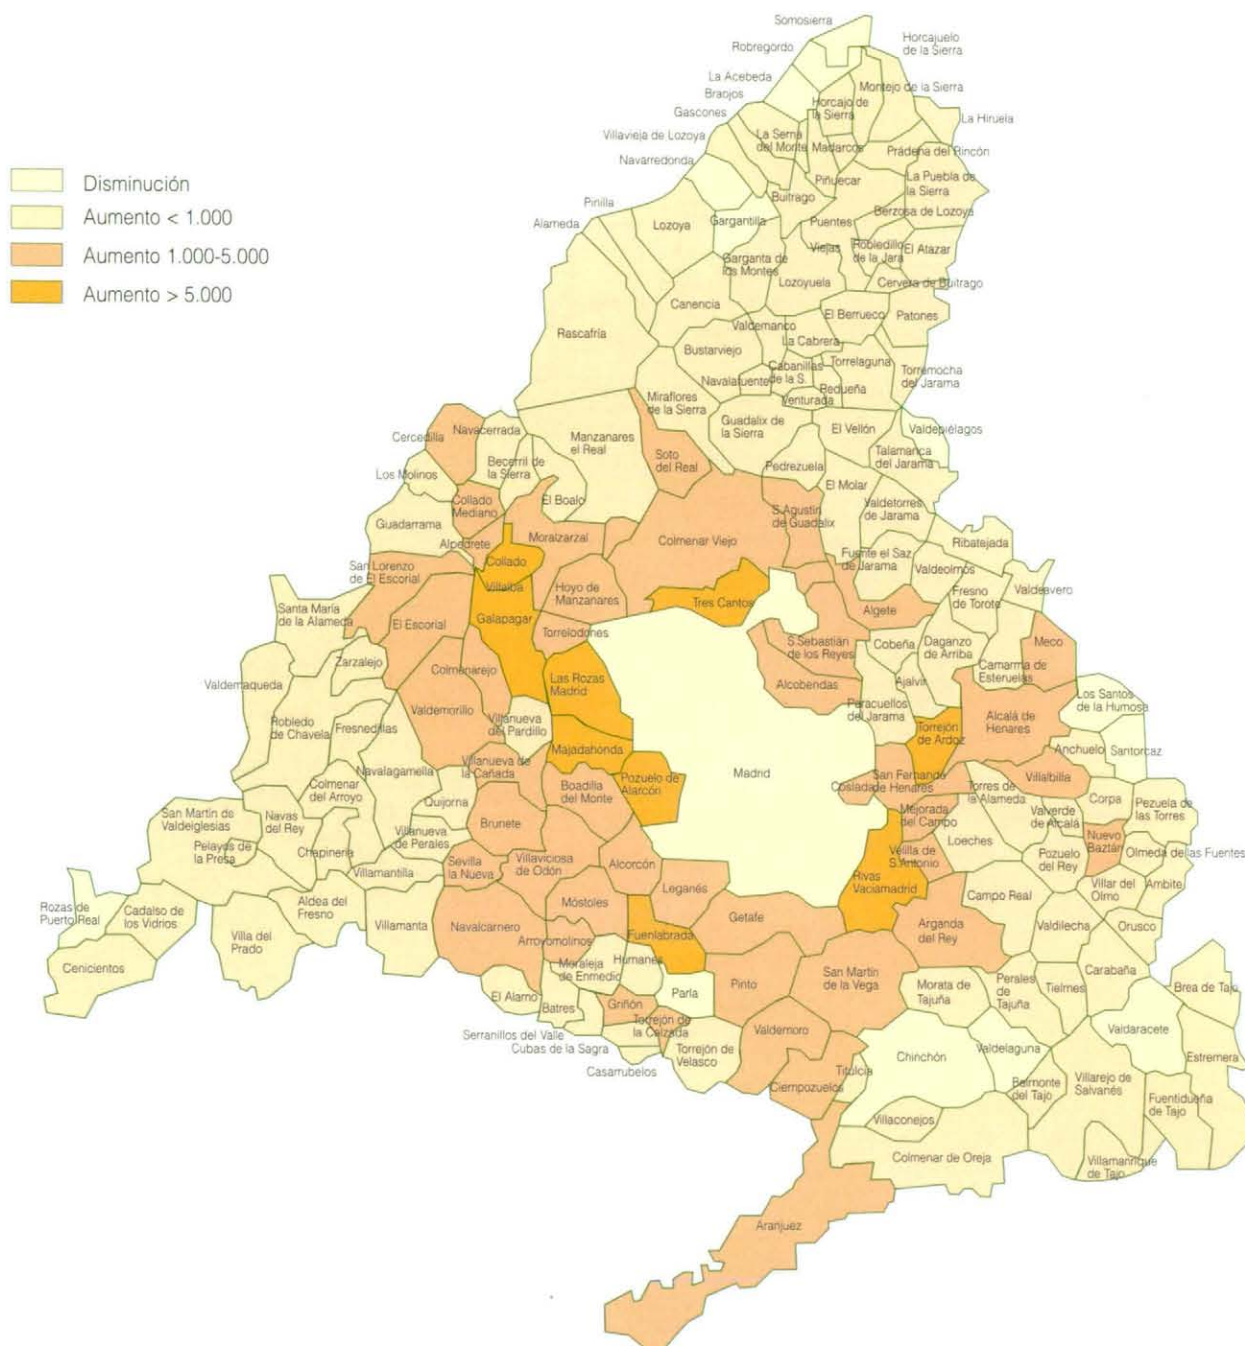 Disminución
Aumento < 1.000
Aumento 1.000-5.000
Aumento > 5.000
Somosierra
Horcajuelo
de la Sierra
Robregordo
La Acebeda
Montejo de la Sierra
Braojos
Horcajo de
la Sierra
Gascones
La Hiruela
Villavieja de Lozoya
La Serna
del Monte
Madarcos
Prádena del Rincón
Navarredonda
Piñuecar
La Puebla de
la Sierra
Buitrago
Pinilla
Berzosa de Lozoya
Alameda
Lozoya
Gargantilla
Puentes
Viejas
Robledillo
de la Jara
El Atazar
Garganta de
los Montes
Lozoyuela
Cervera de Buitrago
Canencia
El Berrueco
Patones
Rascafría
Valdemanco
La Cabrera
Bustarviejo
Cabanillas
de la S.
Torrelaguna
Torremocha
del Jarama
Navalafuente
Redueña
Venturada
Miraflores
de la Sierra
Guadalix de
la Sierra
El Vellón
Valdepiélagos
Cercedilla
Navacerrada
Manzanares
el Real
Soto
del Real
Pedrezuela
Talamanca
del Jarama
Los Molinos
Becerril de
la Sierra
El Boalo
El Molar
Collado
Mediano
S.Agustín
de Guadalix
Valdetorres
de Jarama
Guadarrama
Alpedrete
Moralzarzal
Colmenar Viejo
Ribatejada
Fuente el Saz
de Jarama
Valdeolmos
San Lorenzo
de El Escorial
Collado
Villalba
Hoyo de
Manzanares
Tres Cantos
Algete
Fresno
de Torote
Valdeavero
Santa María
de la Alameda
El Escorial
Galapagar
Torrelodones
S.Sebastián
de los Reyes
Cobeña
Daganzo
de Arriba
Meco
Zarzalejo
Colmenarejo
Las Rozas
Madrid
Alcobendas
Ajalvir
Camarma de
Esteruelas
Valdemaqueda
Valdemorillo
Paracuellos
del Jarama
Los Santos
de la Humosa
Robledo
de Chavela
Fresnedillas
Villanueva
del Pardillo
Torrejón
de Ardoz
Alcalá de
Henares
Navalagamella
Villanueva de
la Cañada
Majadahonda
Anchuelo
Santorcaz
Colmenar
del Arroyo
Boadilla
del Monte
Pozuelo de
Alarcón
Madrid
Coslada
San Fernando
de Henares
Torres de
la Alameda
Villalbilla
San Martín de
Valdeiglesias
Navas
del Rey
Quijorna
Mejorada
del Campo
Valverde
de Alcalá
Corpa
Pezuela de
las Torres
Pelayos de
la Presa
Chapinería
Villanueva
de Perales
Brunete
Loeches
Nuevo
Baztán
Olmeda de las Fuentes
Villamantilla
Sevilla
la Nueva
Villaviciosa
de Odón
Alcorcón
Velilla de
S.Antonio
Pozuelo
del Rey
Rozas de
Puerto Real
Cadalso de
los Vidrios
Aldea del
Fresno
Leganés
Rivas
Vaciamadrid
Campo Real
Villar del
Olmo
Ambite
Villamanta
Navalcarnero
Móstoles
Getafe
Arganda
del Rey
Valdilecha
Orusco
Villa del
Prado
Arroyomolinos
Fuenlabrada
Cenicientos
Moraleja
de Enmedio
Humanes
San Martín
de la Vega
Carabaña
El Alamo
Batres
Parla
Pinto
Morata de
Tajuña
Perales
de
Tajuña
Tielmes
Brea de Tajo
Griñón
Valdaracete
Serranillos del Valle
Torrejón de
la Calzada
Valdemoro
Cubas de la Sagra
Torrejón de
Velasco
Chinchón
Valdelaguna
Estremera
Casarrubelos
Ciempozuelos
Titulcia
Belmonte
del Tajo
Villarejo de
Salvanés
Fuentidueña
de Tajo
Villaconejos
Colmenar de Oreja
Villamanrique
de Tajo
Aranjuez